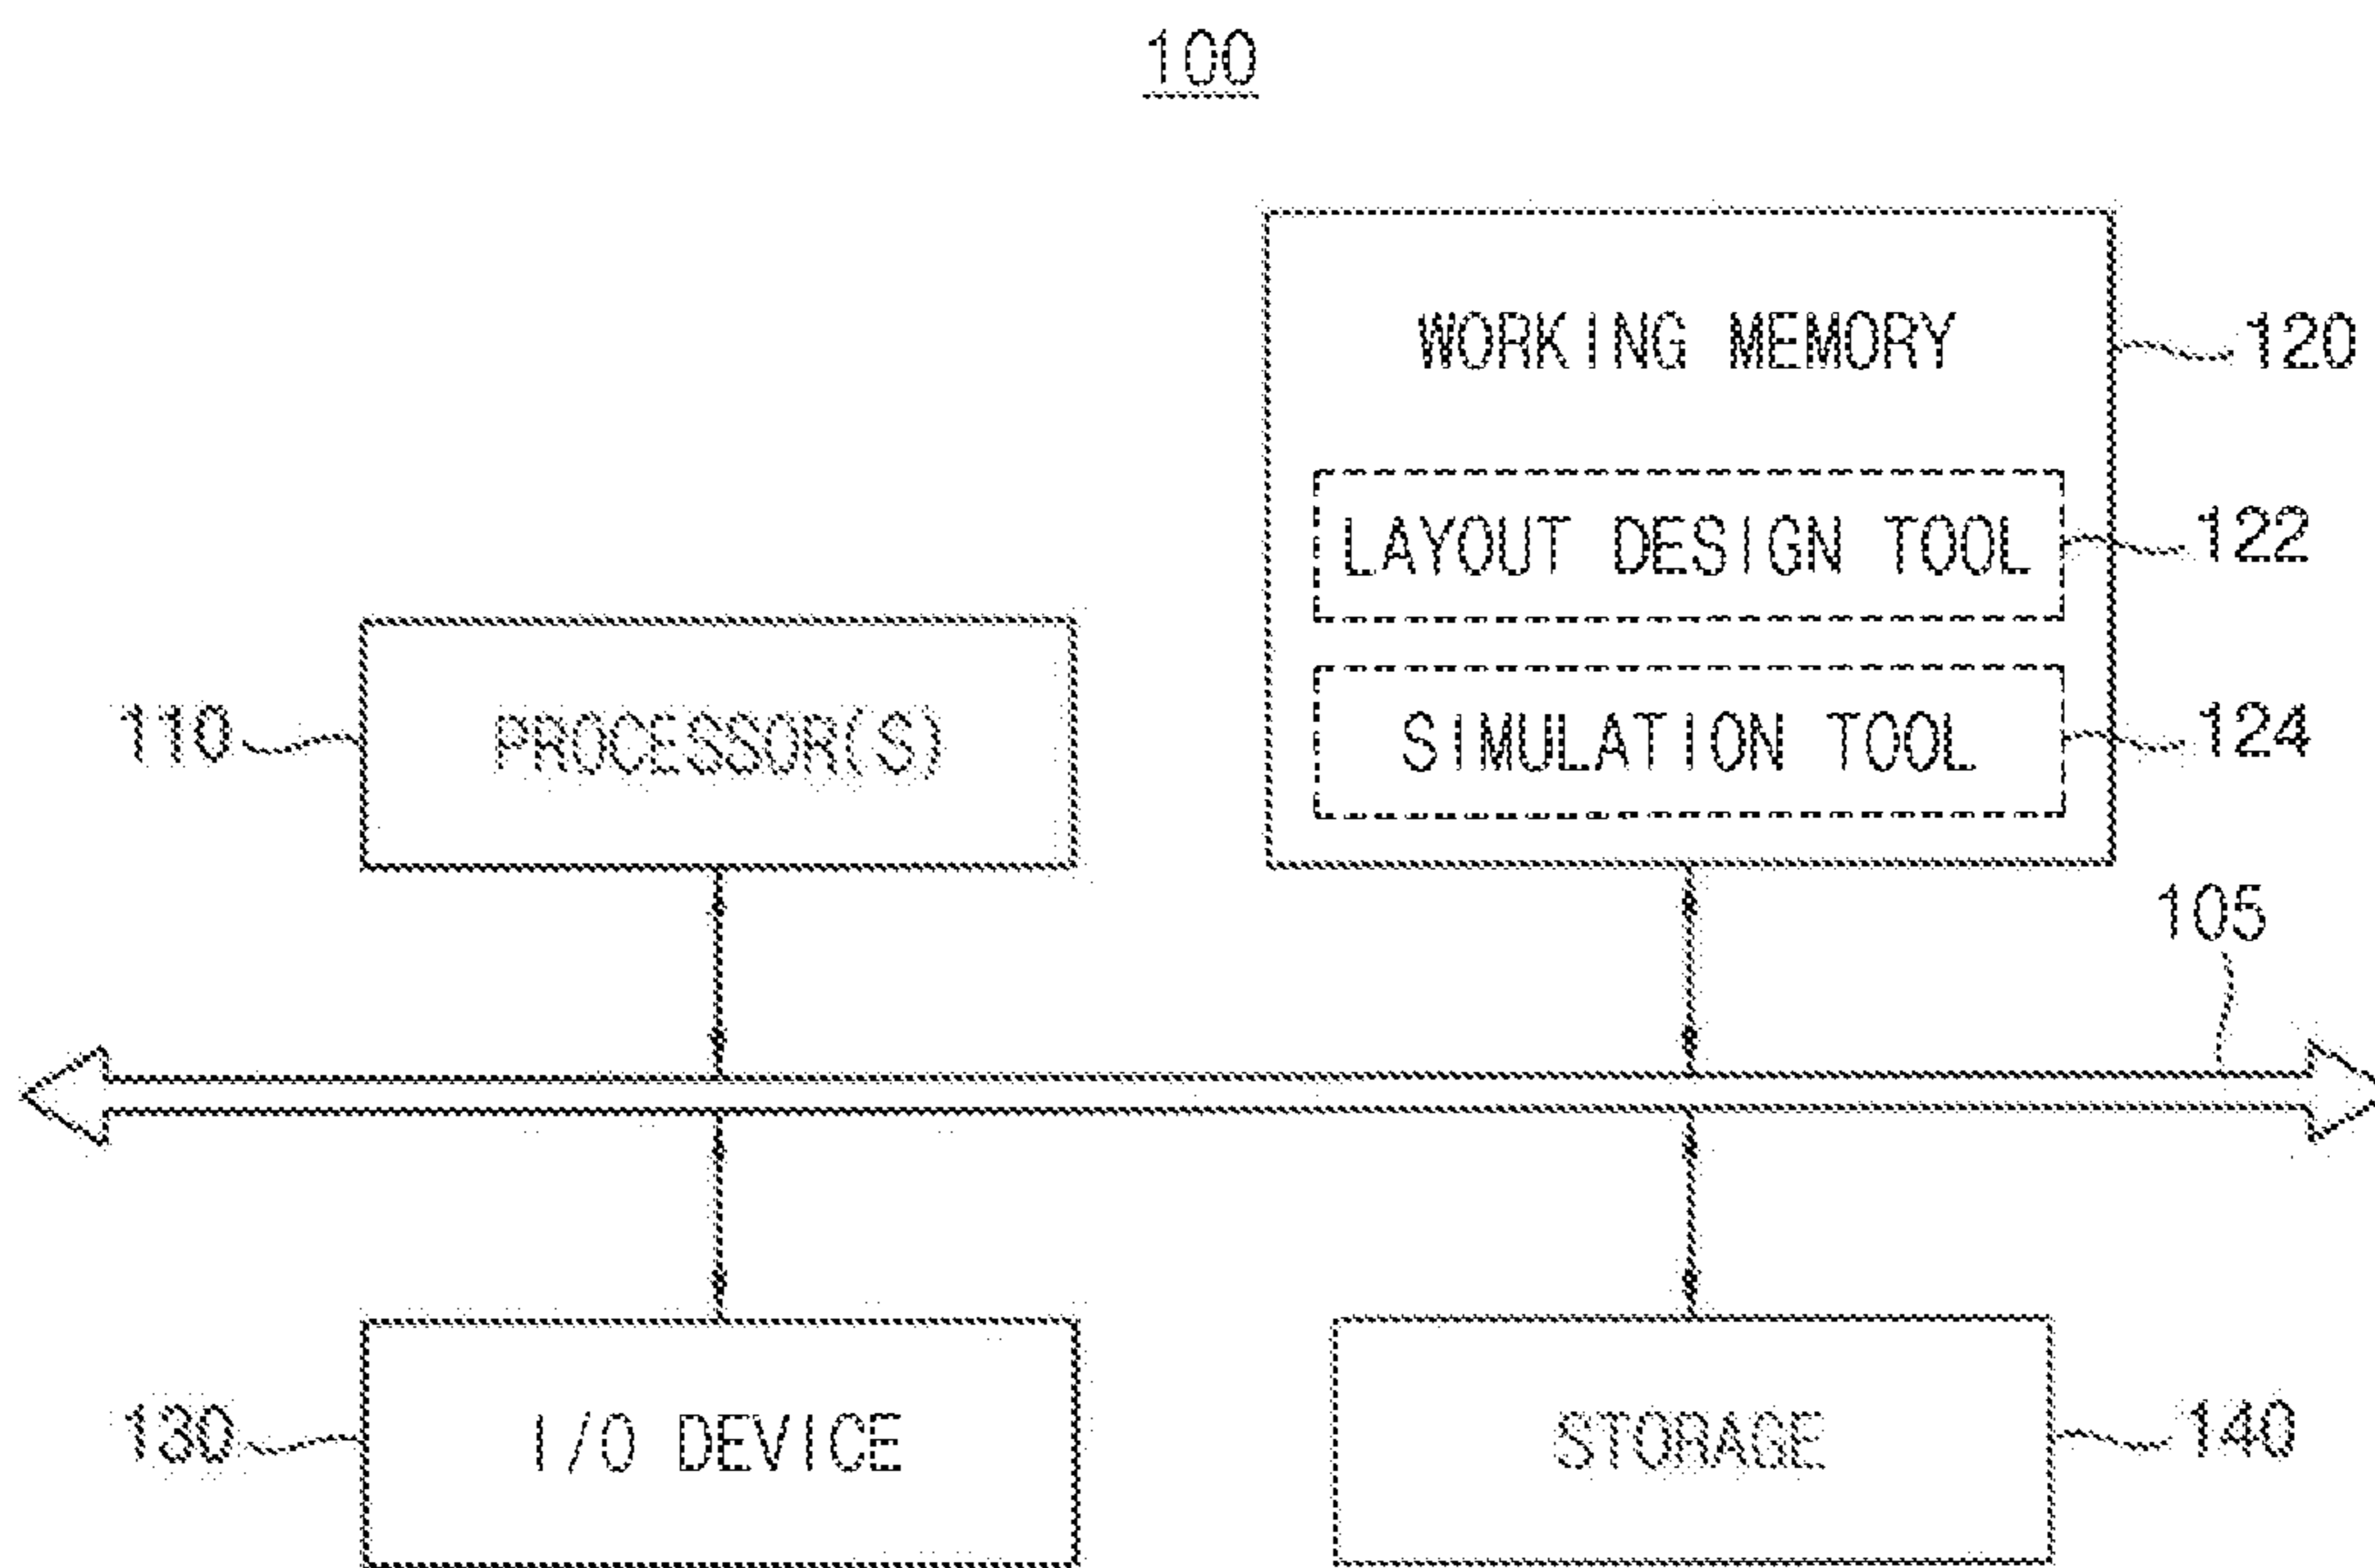 100
WORKING MEMORY
120
LAYOUT DESIGN TOOL
122
110
PROCESSOR(S)
SIMULATION TOOL
124
105
130
I/O DEVICE
STORAGE
140